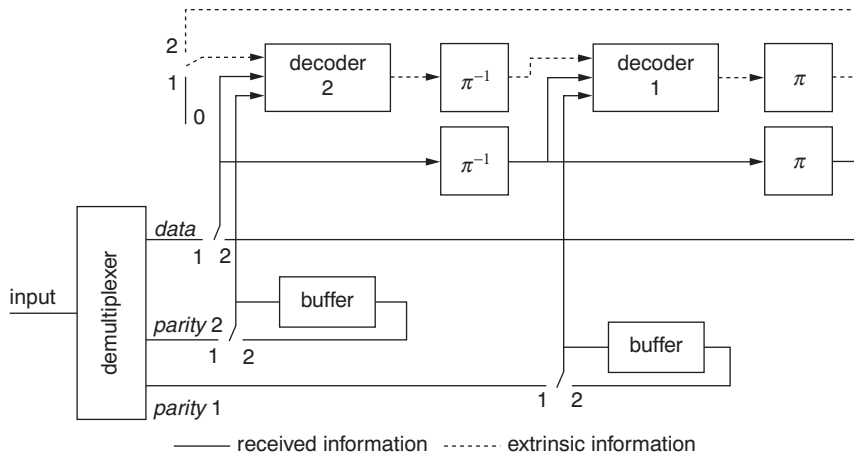 2
1
0
decoder
2
π⁻¹
decoder
1
π
π⁻¹
π
data
1 2
demultiplexer
input
buffer
parity 2
1 2
buffer
1 2
parity 1
received information
extrinsic information